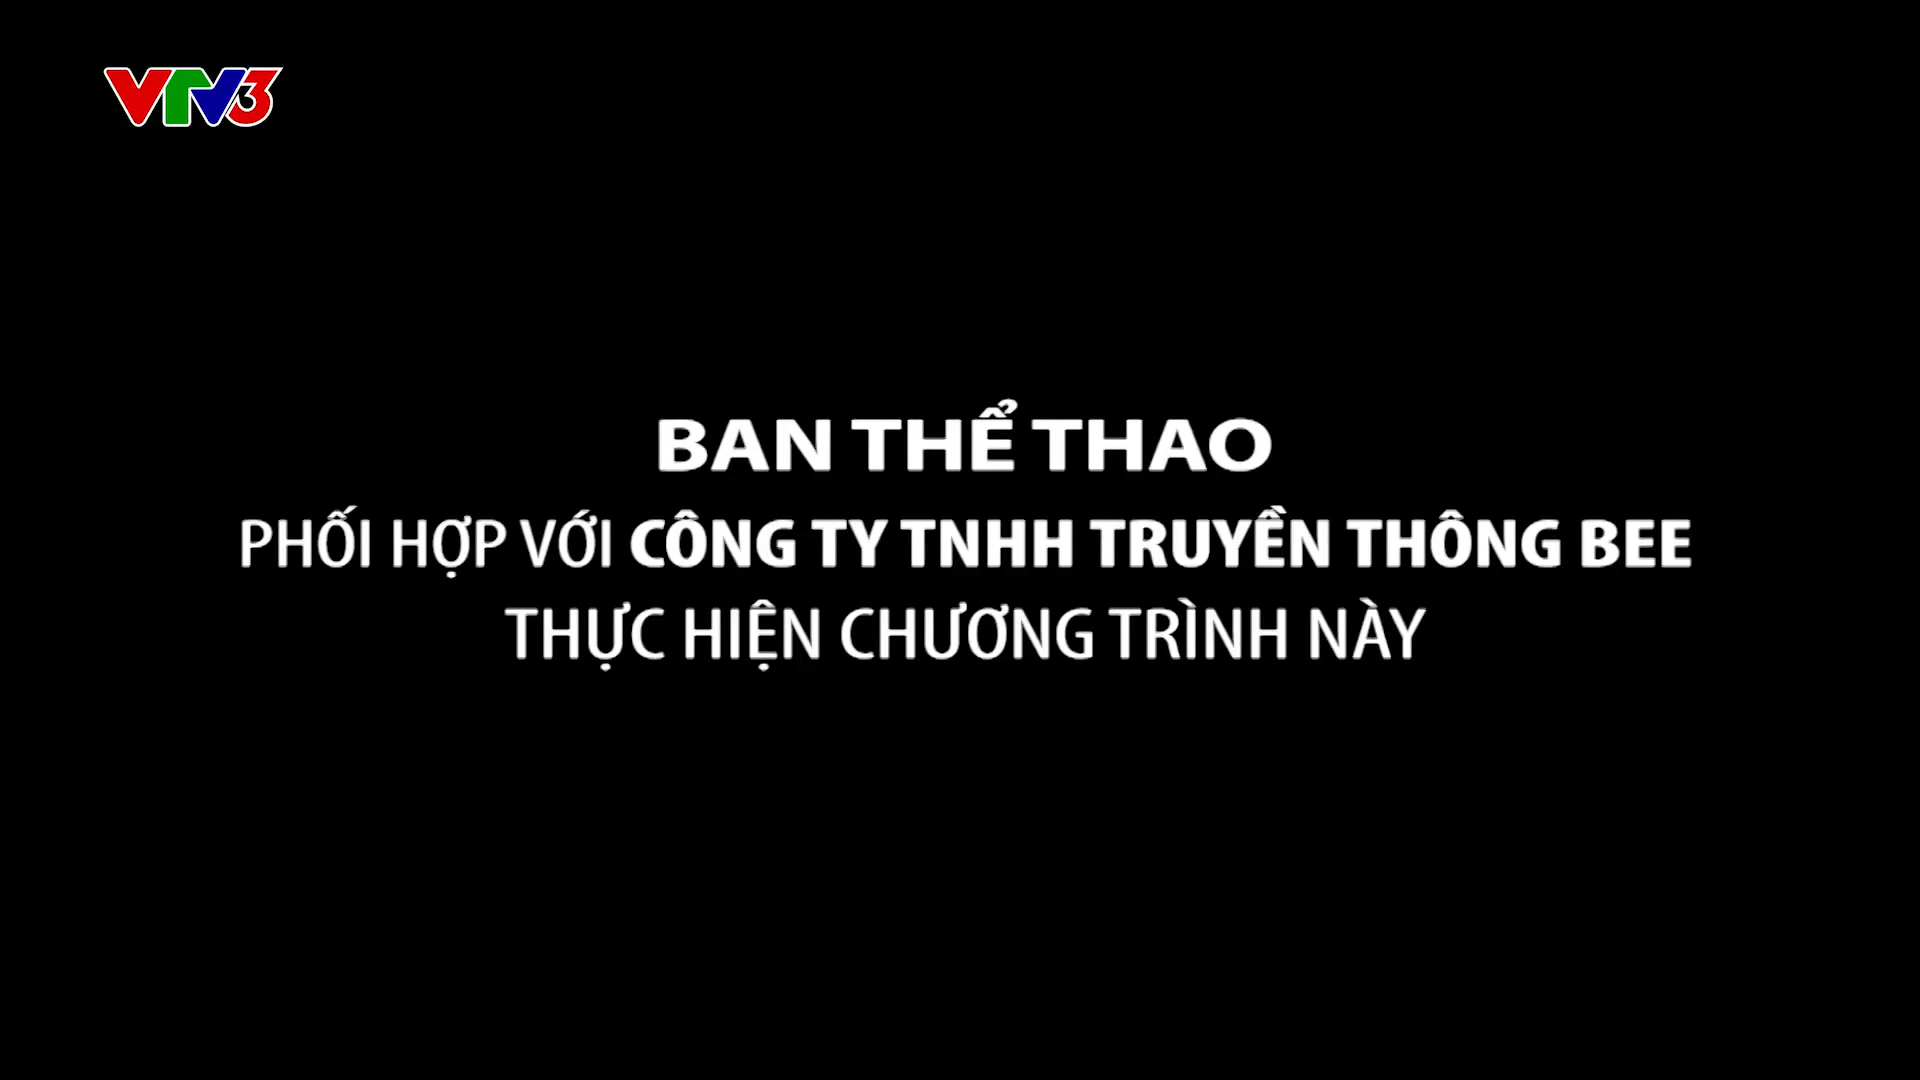 VTV3
BAN THỂ THAO
PHỐI HỢP VỚI CÔNG TY TNHH TRUYỀN THÔNG BEE
THỰC HIỆN CHƯƠNG TRÌNH NÀY